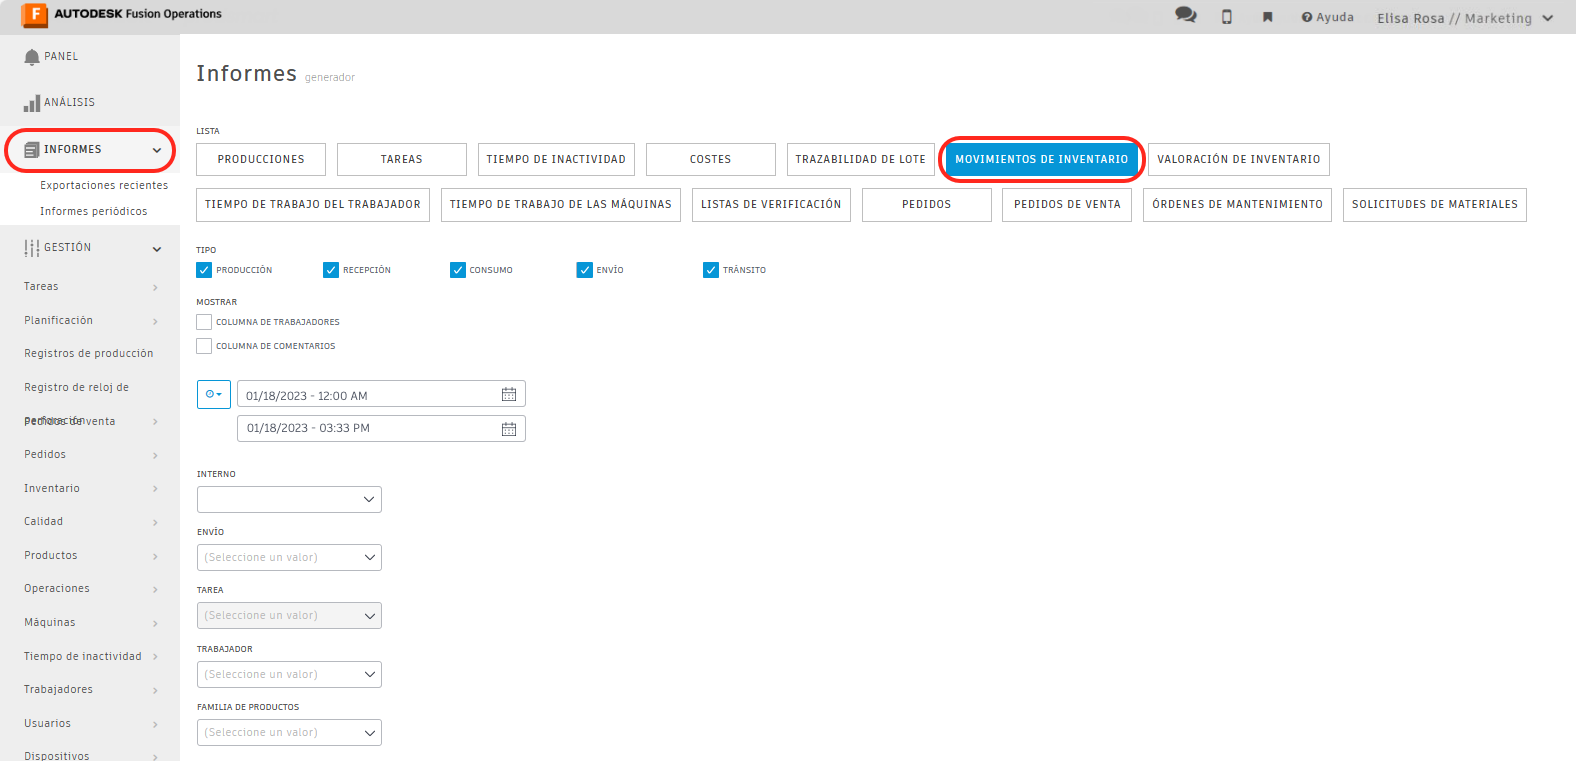 AUTODESK Fusion Operations
Ayuda
Elisa Rosa // Marketing
PANEL
ANÁLISIS
INFORMES
Exportaciones recientes
Informes periódicos
GESTIÓN
Tareas
Planificación
Registros de producción
Registro de reloj de
perforación
Pedidos de venta
Pedidos
Inventario
Calidad
Productos
Operaciones
Máquinas
Tiempo de inactividad
Trabajadores
Usuarios
Dispositivos
Informes generador
LISTA
PRODUCCIONES TAREAS TIEMPO DE INACTIVIDAD COSTES TRAZABILIDAD DE LOTE MOVIMIENTOS DE INVENTARIO VALORACIÓN DE INVENTARIO
TIEMPO DE TRABAJO DEL TRABAJADOR TIEMPO DE TRABAJO DE LAS MÁQUINAS LISTAS DE VERIFICACIÓN PEDIDOS PEDIDOS DE VENTA ÓRDENES DE MANTENIMIENTO SOLICITUDES DE MATERIALES
TIPO
PRODUCCIÓN RECEPCIÓN CONSUMO ENVÍO TRÁNSITO
MOSTRAR
COLUMNA DE TRABAJADORES
COLUMNA DE COMENTARIOS
01/18/2023 - 12:00 AM
01/18/2023 - 03:33 PM
INTERNO
ENVÍO
(Seleccione un valor)
TAREA
(Seleccione un valor)
TRABAJADOR
(Seleccione un valor)
FAMILIA DE PRODUCTOS
(Seleccione un valor)